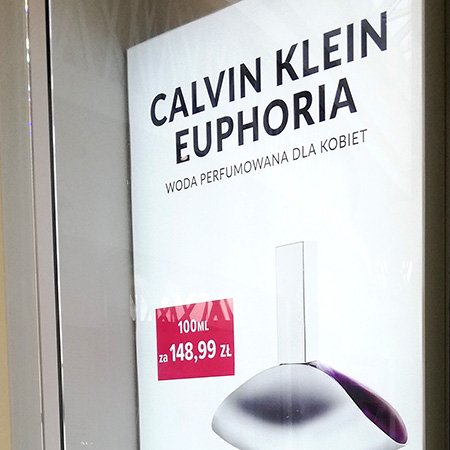 CALVIN KLEIN
EUPHORIA
WODA PERFUMOWANA DLA KOBIET
100ML
za 148,99 ZŁ